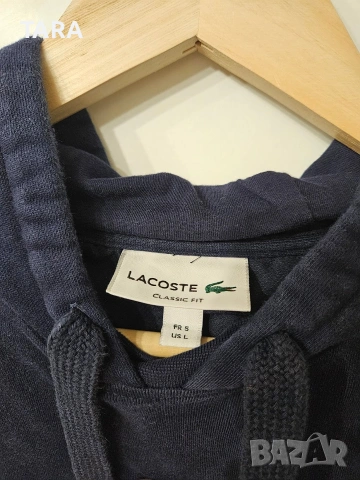 TARA
LACOSTE
CLASSIC FIT
FR 5
US L
BAZAR